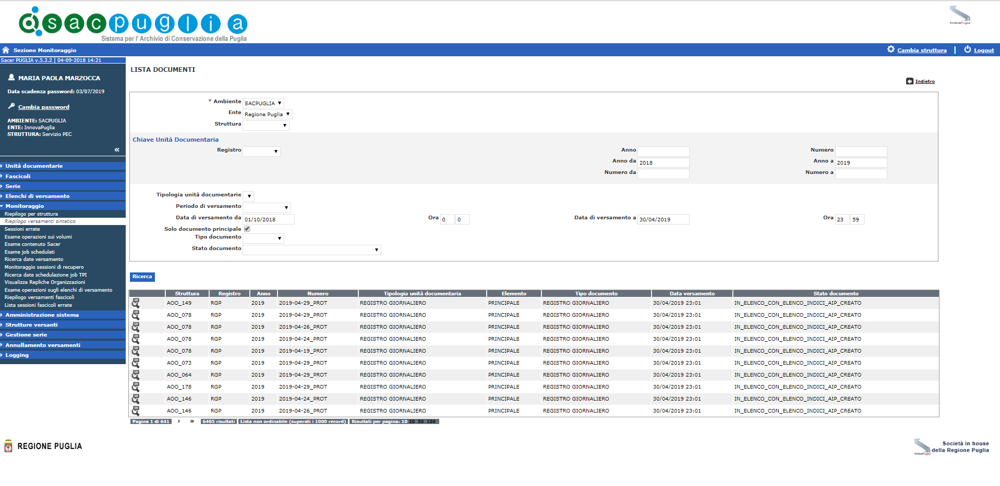 sacpuglia
Sistema per l' Archivio di Conservazione della Puglia
InnovaPuglia
Sezione Monitoraggio
Cambia struttura | Logout
Sacer PUGLIA v.5.3.2 | 04-09-2018 14:21
MARIA PAOLA MARZOCCA
Data scadenza password: 03/07/2019
Cambia password
AMBIENTE: SACPUGLIA
ENTE: InnovaPuglia
STRUTTURA: Servizio PEC
«
Unità documentarie
Fascicoli
Serie
Elenchi di versamento
Monitoraggio
Riepilogo per struttura
Riepilogo versamenti sintetico
Sessioni errate
Esame operazioni sui volumi
Esame contenuto Sacer
Esame job schedulati
Ricerca date versamento
Monitoraggio sessioni di recupero
Ricerca date schedulazione job TPI
Visualizza Repliche Organizzazioni
Esame operazioni sugli elenchi di versamento
Riepilogo versamenti fascicoli
Lista sessioni fascicoli errate
Amministrazione sistema
Strutture versanti
Gestione serie
Annullamento versamenti
Logging
LISTA DOCUMENTI
Indietro
* Ambiente SACPUGLIA
Ente Regione Puglia
Struttura
Chiave Unità Documentaria
Registro Anno Numero
Anno da 2018 Anno a 2019
Numero da Numero a
Tipologia unità documentarie
Periodo di versamento
Data di versamento da 01/10/2018 Ora 0 0 Data di versamento a 30/04/2019 Ora 23 59
Solo documento principale
Tipo documento
Stato documento
Ricerca
Struttura Registro Anno Numero Tipologia unità documentaria Elemento Tipo documento Data versamento Stato documento
UD AOO_149 RGP 2019 2019-04-29_PROT REGISTRO GIORNALIERO PRINCIPALE REGISTRO GIORNALIERO 30/04/2019 23:01 IN_ELENCO_CON_ELENCO_INDICI_AIP_CREATO
UD AOO_078 RGP 2019 2019-04-29_PROT REGISTRO GIORNALIERO PRINCIPALE REGISTRO GIORNALIERO 30/04/2019 23:01 IN_ELENCO_CON_ELENCO_INDICI_AIP_CREATO
UD AOO_078 RGP 2019 2019-04-26_PROT REGISTRO GIORNALIERO PRINCIPALE REGISTRO GIORNALIERO 30/04/2019 23:01 IN_ELENCO_CON_ELENCO_INDICI_AIP_CREATO
UD AOO_078 RGP 2019 2019-04-24_PROT REGISTRO GIORNALIERO PRINCIPALE REGISTRO GIORNALIERO 30/04/2019 23:01 IN_ELENCO_CON_ELENCO_INDICI_AIP_CREATO
UD AOO_078 RGP 2019 2019-04-19_PROT REGISTRO GIORNALIERO PRINCIPALE REGISTRO GIORNALIERO 30/04/2019 23:01 IN_ELENCO_CON_ELENCO_INDICI_AIP_CREATO
UD AOO_073 RGP 2019 2019-04-29_PROT REGISTRO GIORNALIERO PRINCIPALE REGISTRO GIORNALIERO 30/04/2019 23:01 IN_ELENCO_CON_ELENCO_INDICI_AIP_CREATO
UD AOO_064 RGP 2019 2019-04-29_PROT REGISTRO GIORNALIERO PRINCIPALE REGISTRO GIORNALIERO 30/04/2019 23:01 IN_ELENCO_CON_ELENCO_INDICI_AIP_CREATO
UD AOO_178 RGP 2019 2019-04-29_PROT REGISTRO GIORNALIERO PRINCIPALE REGISTRO GIORNALIERO 30/04/2019 23:01 IN_ELENCO_CON_ELENCO_INDICI_AIP_CREATO
UD AOO_146 RGP 2019 2019-04-24_PROT REGISTRO GIORNALIERO PRINCIPALE REGISTRO GIORNALIERO 30/04/2019 23:01 IN_ELENCO_CON_ELENCO_INDICI_AIP_CREATO
UD AOO_146 RGP 2019 2019-04-26_PROT REGISTRO GIORNALIERO PRINCIPALE REGISTRO GIORNALIERO 30/04/2019 23:01 IN_ELENCO_CON_ELENCO_INDICI_AIP_CREATO
Pagina 1 di 641 › » 6405 risultati Lista non ordinabile (superati i 1000 record) Risultati per pagina: 10 20 50 100
REGIONE PUGLIA
InnovaPuglia
Società in house
della Regione Puglia